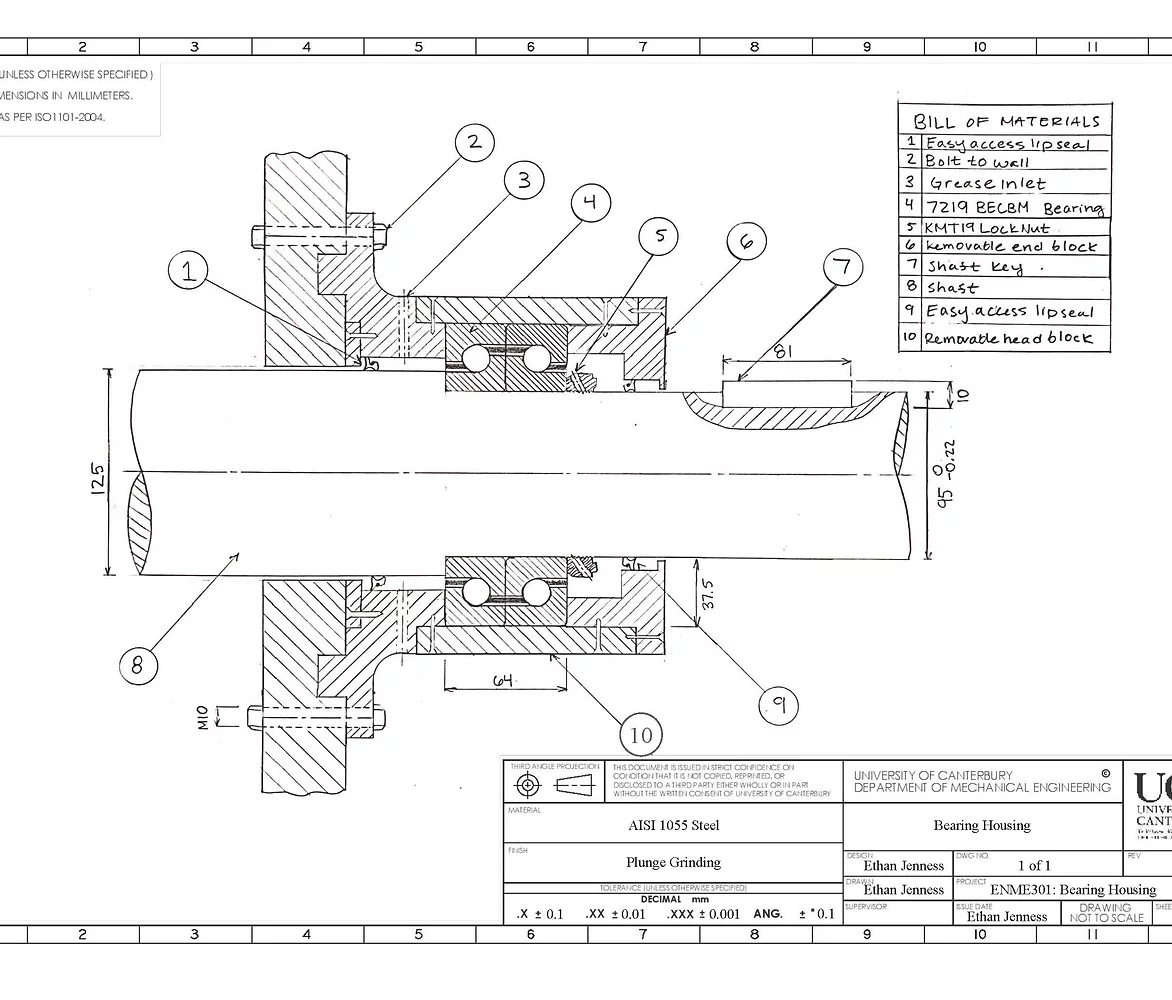 2 3 4 5 6 7 8 9 10 11
UNLESS OTHERWISE SPECIFIED )
MENSIONS IN MILLIMETERS.
AS PER ISO1101-2004.
BILL OF MATERIALS
1 Easy access lip seal
2 Bolt to wall
3 Grease inlet
4 7219 BECBM Bearing
5 KMT19 Lock Nut
6 Removable end block
7 Shaft key .
8 Shaft
9 Easy access lip seal
10 Removable head block
2
3
4
5
6
1
7
81
10
125
95 0 -0.22
37.5
8
64
M10
9
10
THIRD ANGLE PROJECTION
THIS DOCUMENT IS ISSUED IN STRICT CONFIDENCE ON
CONDITION THAT IT IS NOT COPIED, REPRINTED, OR
DISCLOSED TO A THIRD PARTY EITHER WHOLLY OR IN PART
WITHOUT THE WRITTEN CONSENT OF UNIVERSITY OF CANTERBURY
UNIVERSITY OF CANTERBURY ©
DEPARTMENT OF MECHANICAL ENGINEERING
UC
UNIVE
CANT
MATERIAL
AISI 1055 Steel
Bearing Housing
FINISH
Plunge Grinding
DESIGN
Ethan Jenness
DWG NO.
1 of 1
REV
TOLERANCE (UNLESS OTHERWISE SPECIFIED)
DECIMAL mm
.X ± 0.1 .XX ± 0.01 .XXX ± 0.001 ANG. ± ° 0.1
DRAWN
Ethan Jenness
PROJECT
ENME301: Bearing Housing
SUPERVISOR
ISSUE DATE
Ethan Jenness
DRAWING
NOT TO SCALE
SHEE
2 3 4 5 6 7 8 9 10 11